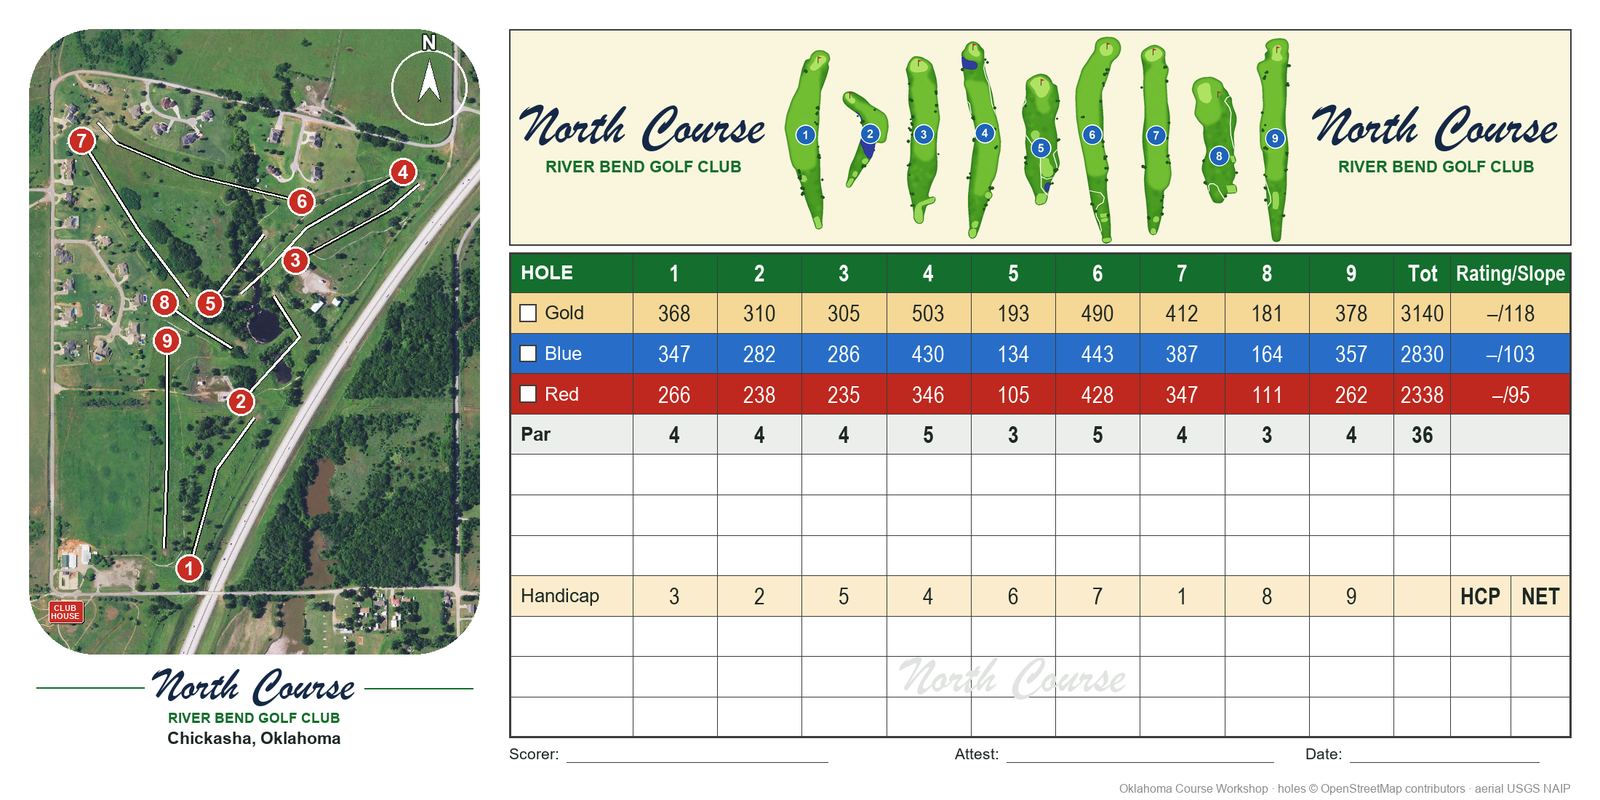 N
7
4
6
3
8
5
9
2
1
CLUB
HOUSE
North Course
RIVER BEND GOLF CLUB
Chickasha, Oklahoma
North Course
RIVER BEND GOLF CLUB
1 2 3 4 5 6 7 8 9
North Course
RIVER BEND GOLF CLUB
HOLE 1 2 3 4 5 6 7 8 9 Tot Rating/Slope
Gold 368 310 305 503 193 490 412 181 378 3140 –/118
Blue 347 282 286 430 134 443 387 164 357 2830 –/103
Red 266 238 235 346 105 428 347 111 262 2338 –/95
Par 4 4 4 5 3 5 4 3 4 36
Handicap 3 2 5 4 6 7 1 8 9 HCP NET
North Course
Scorer: Attest: Date:
Oklahoma Course Workshop · holes © OpenStreetMap contributors · aerial USGS NAIP